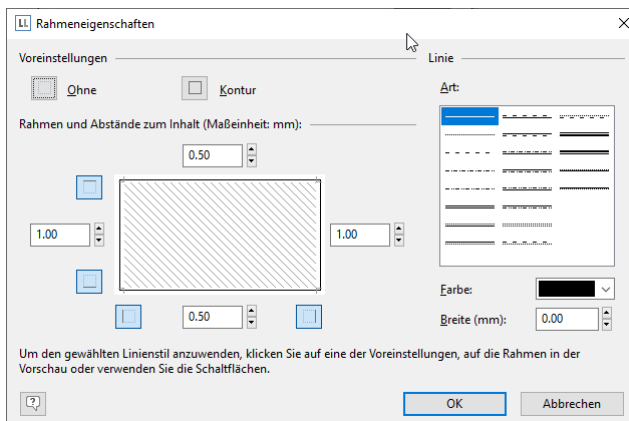 LL Rahmeneigenschaften
Voreinstellungen
Ohne
Kontur
Rahmen und Abstände zum Inhalt (Maßeinheit: mm):
0.50
1.00
1.00
0.50
Linie
Art:
Farbe:
Breite (mm):
0.00
Um den gewählten Linienstil anzuwenden, klicken Sie auf eine der Voreinstellungen, auf die Rahmen in der
Vorschau oder verwenden Sie die Schaltflächen.
?
OK
Abbrechen